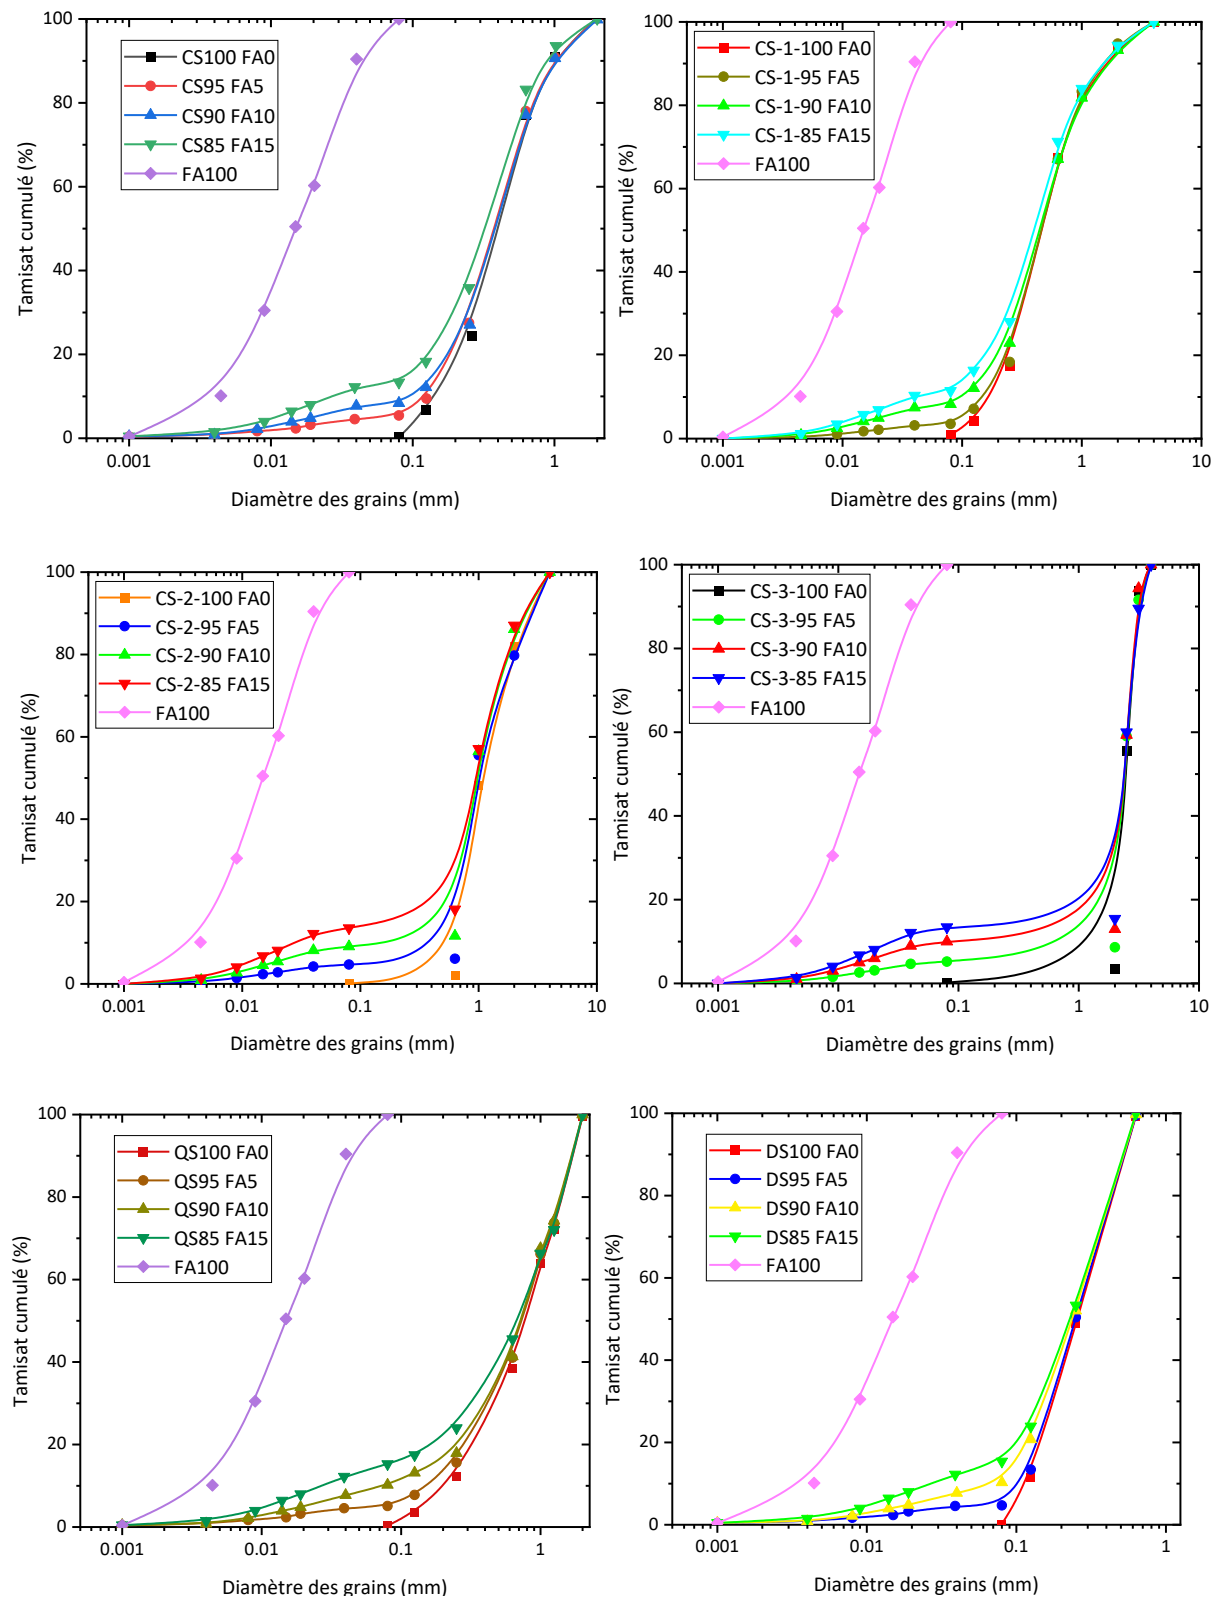 100
80
60
40
20
0
Tamisat cumulé (%)
CS100 FA0
CS95 FA5
CS90 FA10
CS85 FA15
FA100
0.001
0.01
0.1
1
Diamètre des grains (mm)
100
80
60
40
20
0
Tamisat cumulé (%)
CS-1-100 FA0
CS-1-95 FA5
CS-1-90 FA10
CS-1-85 FA15
FA100
0.001
0.01
0.1
1
10
Diamètre des grains (mm)
100
80
60
40
20
0
Tamisat cumulé (%)
CS-2-100 FA0
CS-2-95 FA5
CS-2-90 FA10
CS-2-85 FA15
FA100
0.001
0.01
0.1
1
10
Diamètre des grains (mm)
100
80
60
40
20
0
Tamisat cumulé (%)
CS-3-100 FA0
CS-3-95 FA5
CS-3-90 FA10
CS-3-85 FA15
FA100
0.001
0.01
0.1
1
10
Diamètre des grains (mm)
100
80
60
40
20
0
Tamisat cumulé (%)
QS100 FA0
QS95 FA5
QS90 FA10
QS85 FA15
FA100
0.001
0.01
0.1
1
Diamètre des grains (mm)
100
80
60
40
20
0
Tamisat cumulé (%)
DS100 FA0
DS95 FA5
DS90 FA10
DS85 FA15
FA100
0.001
0.01
0.1
1
Diamètre des grains (mm)